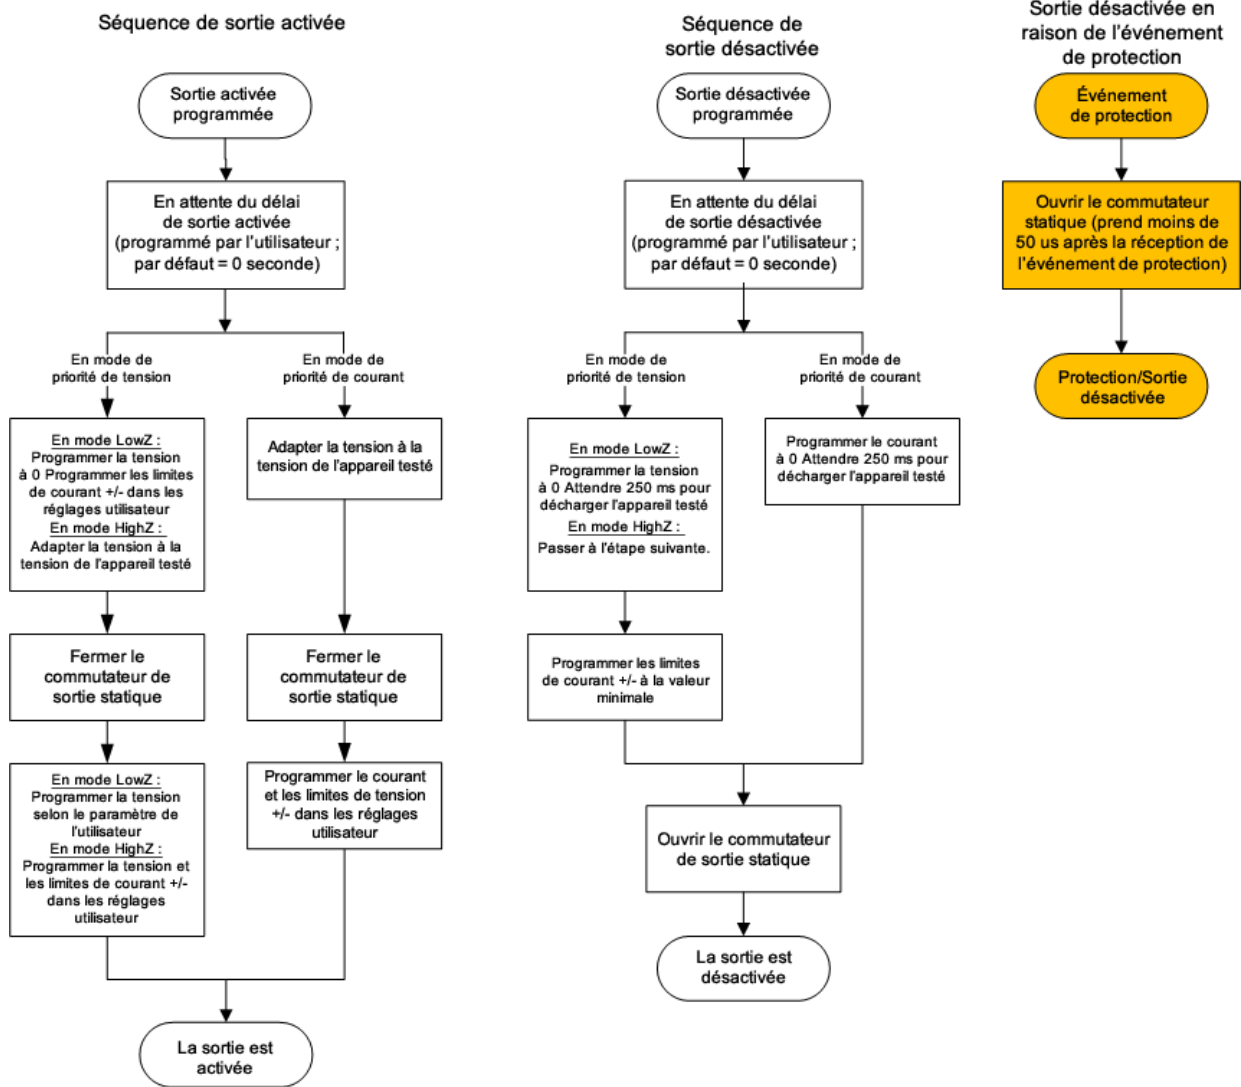 Séquence de sortie activée
Sortie activée
programmée
En attente du délai
de sortie activée
(programmé par l'utilisateur ;
par défaut = 0 seconde)
En mode de
priorité de tension
En mode de
priorité de courant
En mode LowZ :
Programmer la tension
à 0 Programmer les limites
de courant +/- dans les
réglages utilisateur
En mode HighZ :
Adapter la tension à la
tension de l'appareil testé
Adapter la tension à la
tension de l'appareil testé
Fermer le
commutateur de
sortie statique
Fermer le
commutateur de
sortie statique
En mode LowZ :
Programmer la tension
selon le paramètre de
l'utilisateur
En mode HighZ :
Programmer la tension et
les limites de courant +/-
dans les réglages
utilisateur
Programmer le courant
et les limites de tension
+/- dans les réglages
utilisateur
La sortie est
activée
Séquence de
sortie désactivée
Sortie désactivée
programmée
En attente du délai
de sortie désactivée
(programmé par l'utilisateur ;
par défaut = 0 seconde)
En mode de
priorité de tension
En mode de
priorité de courant
En mode LowZ :
Programmer la tension
à 0 Attendre 250 ms pour
décharger l'appareil testé
En mode HighZ :
Passer à l'étape suivante.
Programmer le courant
à 0 Attendre 250 ms pour
décharger l'appareil testé
Programmer les limites
de courant +/- à la valeur
minimale
Ouvrir le commutateur
de sortie statique
La sortie est
désactivée
Sortie désactivée en
raison de l'événement
de protection
Événement
de protection
Ouvrir le commutateur
statique (prend moins de
50 us après la réception de
l'événement de protection)
Protection/Sortie
désactivée